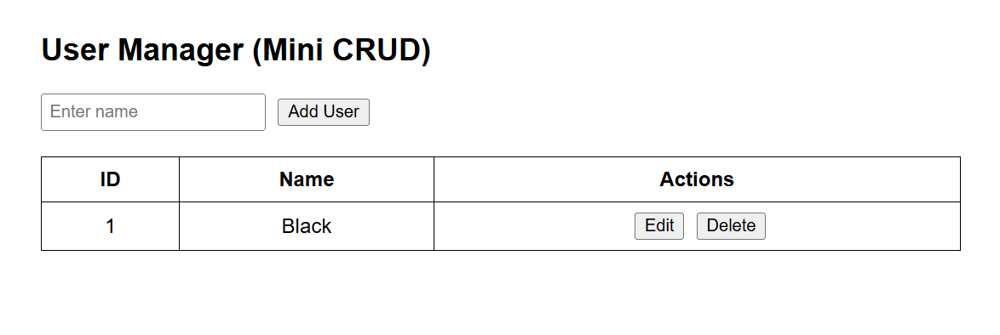 User Manager (Mini CRUD)
Enter name Add User
ID Name Actions
1 Black Edit Delete